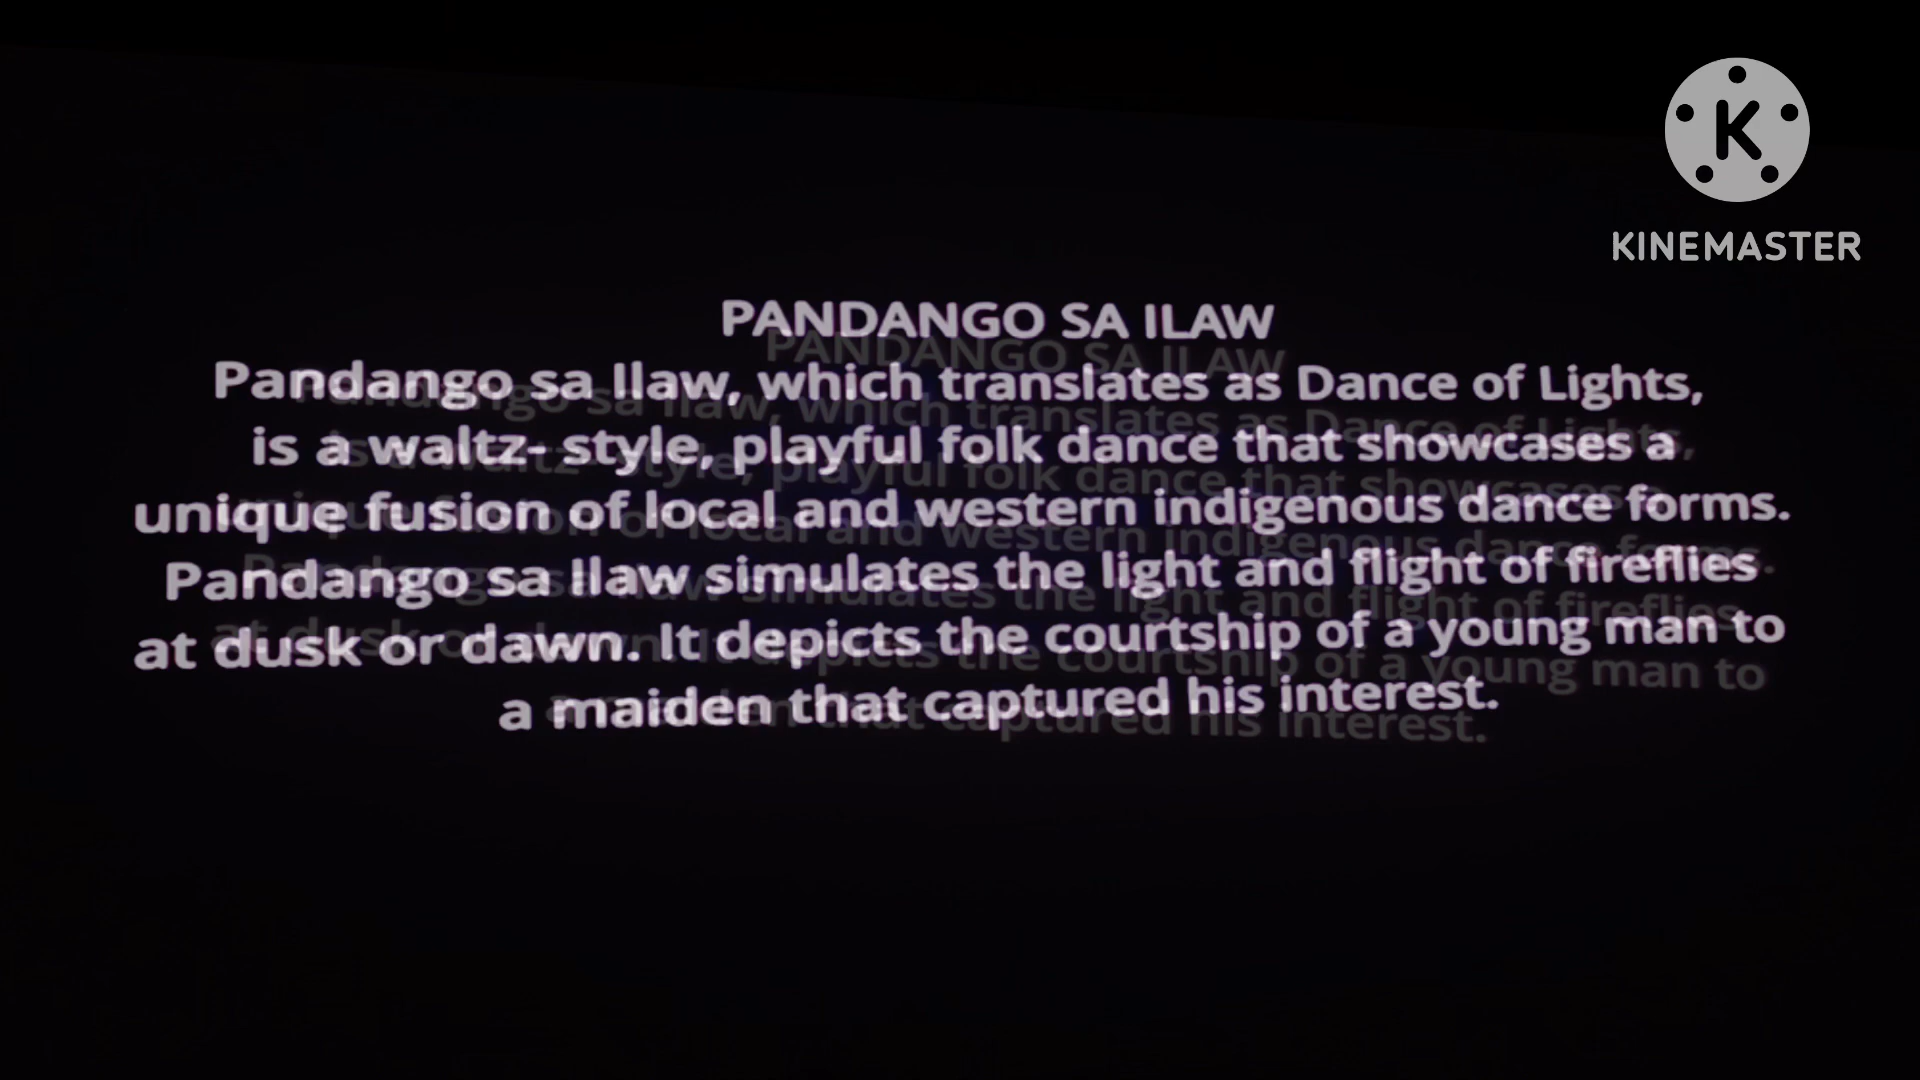 KINEMASTER
PANDANGO SA ILAW
Pandango sa Ilaw, which translates as Dance of Lights,
is a waltz- style, playful folk dance that showcases a
unique fusion of local and western indigenous dance forms.
Pandango sa Ilaw simulates the light and flight of fireflies
at dusk or dawn. It depicts the courtship of a young man to
a maiden that captured his interest.